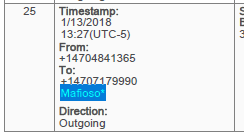 25
Timestamp:
1/13/2018
13:27(UTC-5)
From:
+14704841365
To:
+14707179990
Mafioso*
Direction:
Outgoing